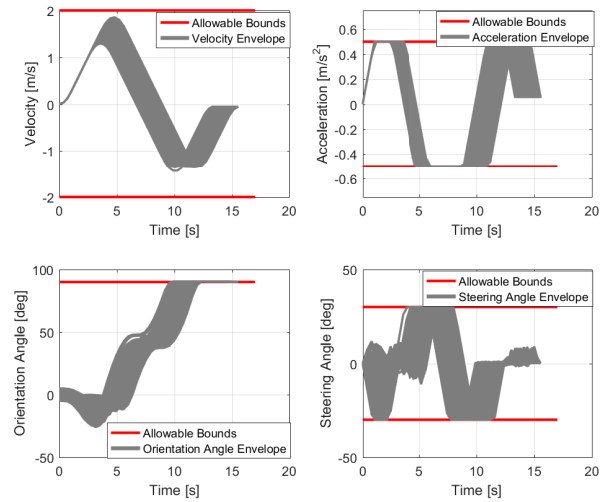 2
1
0
-1
-2
Velocity [m/s]
Allowable Bounds
Velocity Envelope
0 5 10 15 20
Time [s]
0.6
0.4
0.2
0
-0.2
-0.4
-0.6
Acceleration [m/s²]
Allowable Bounds
Acceleration Envelope
0 5 10 15 20
Time [s]
100
50
0
-50
Orientation Angle [deg]
Allowable Bounds
Orientation Angle Envelope
0 5 10 15 20
Time [s]
50
0
-50
Steering Angle [deg]
Allowable Bounds
Steering Angle Envelope
0 5 10 15 20
Time [s]